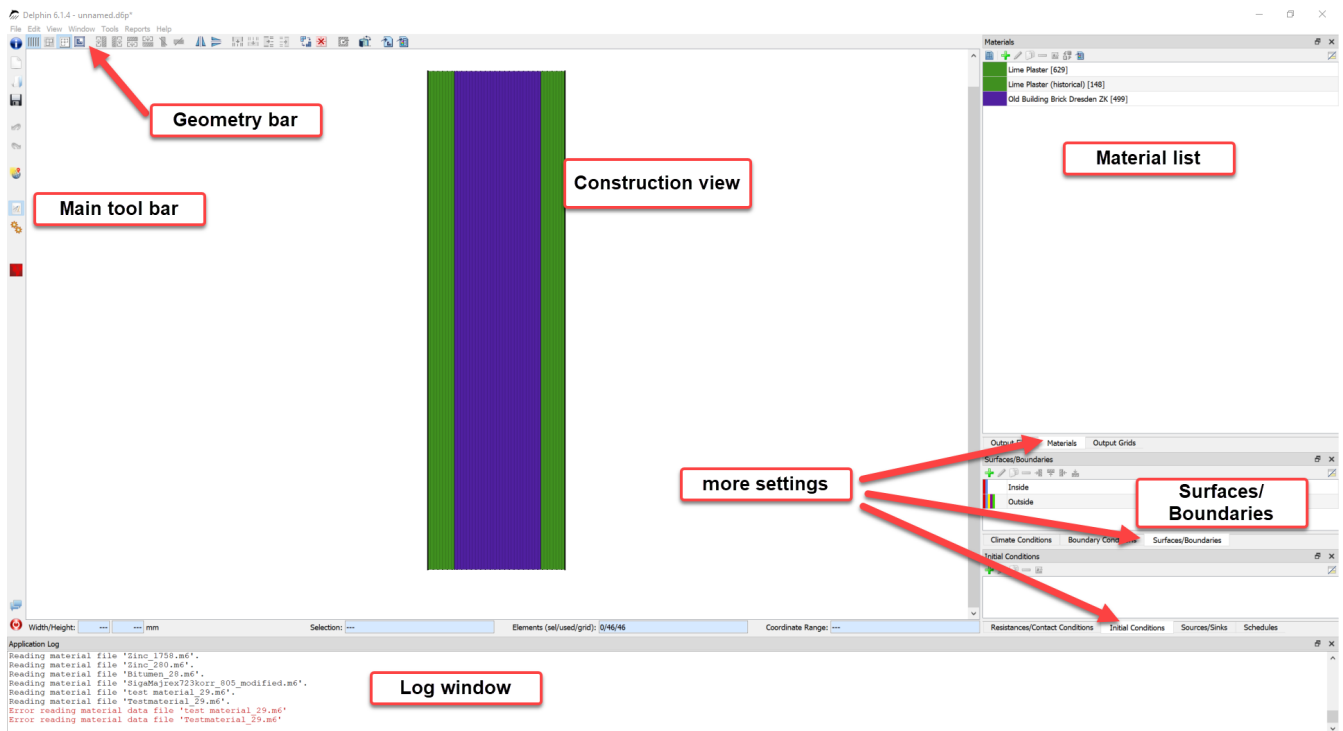 Delphin 6.1.4 - unnamed.d6p*
File Edit View Window Tools Reports Help
Geometry bar
Main tool bar
Construction view
Materials
Lime Plaster [629]
Lime Plaster (historical) [148]
Old Building Brick Dresden ZK [499]
Material list
Materials Output Grids
more settings
Surfaces/Boundaries
Inside
Outside
Surfaces/
Boundaries
Climate Conditions Boundary Surfaces/Boundaries
Initial Conditions
Resistances/Contact Conditions Initial Conditions Sources/Sinks Schedules
Width/Height: --- --- mm Selection: --- Elements (sel/used/grid): 0/46/46 Coordinate Range: ---
Application Log
Reading material file 'Zinc_1758.m6'.
Reading material file 'Zinc_280.m6'.
Reading material file 'Bitumen_28.m6'.
Reading material file 'SigaMajrex723korr_805_modified.m6'.
Reading material file 'test material_29.m6'.
Reading material file 'Testmaterial_29.m6'.
Error reading material data file 'test material_29.m6'
Error reading material data file 'Testmaterial_29.m6'
Log window